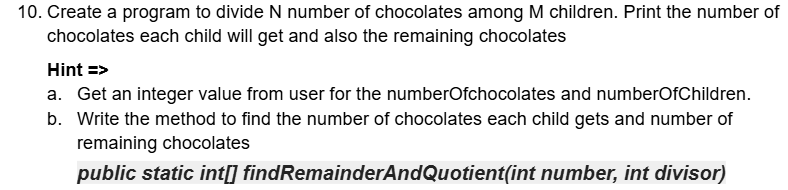 10. Create a program to divide N number of chocolates among M children. Print the number of
chocolates each child will get and also the remaining chocolates
Hint =>
a. Get an integer value from user for the numberOfchocolates and numberOfChildren.
b. Write the method to find the number of chocolates each child gets and number of
remaining chocolates
public static int[] findRemainderAndQuotient(int number, int divisor)